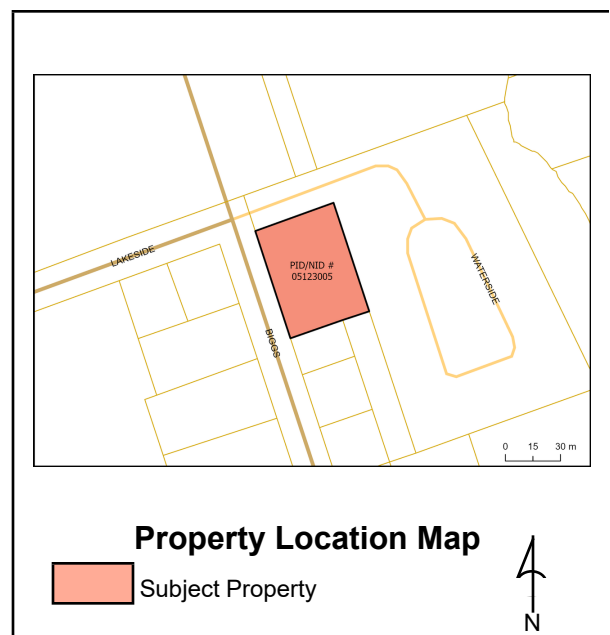 LAKESIDE
PID/NID #
05123005
WATERSIDE
BIGGS
0 15 30 m
Property Location Map
Subject Property
N